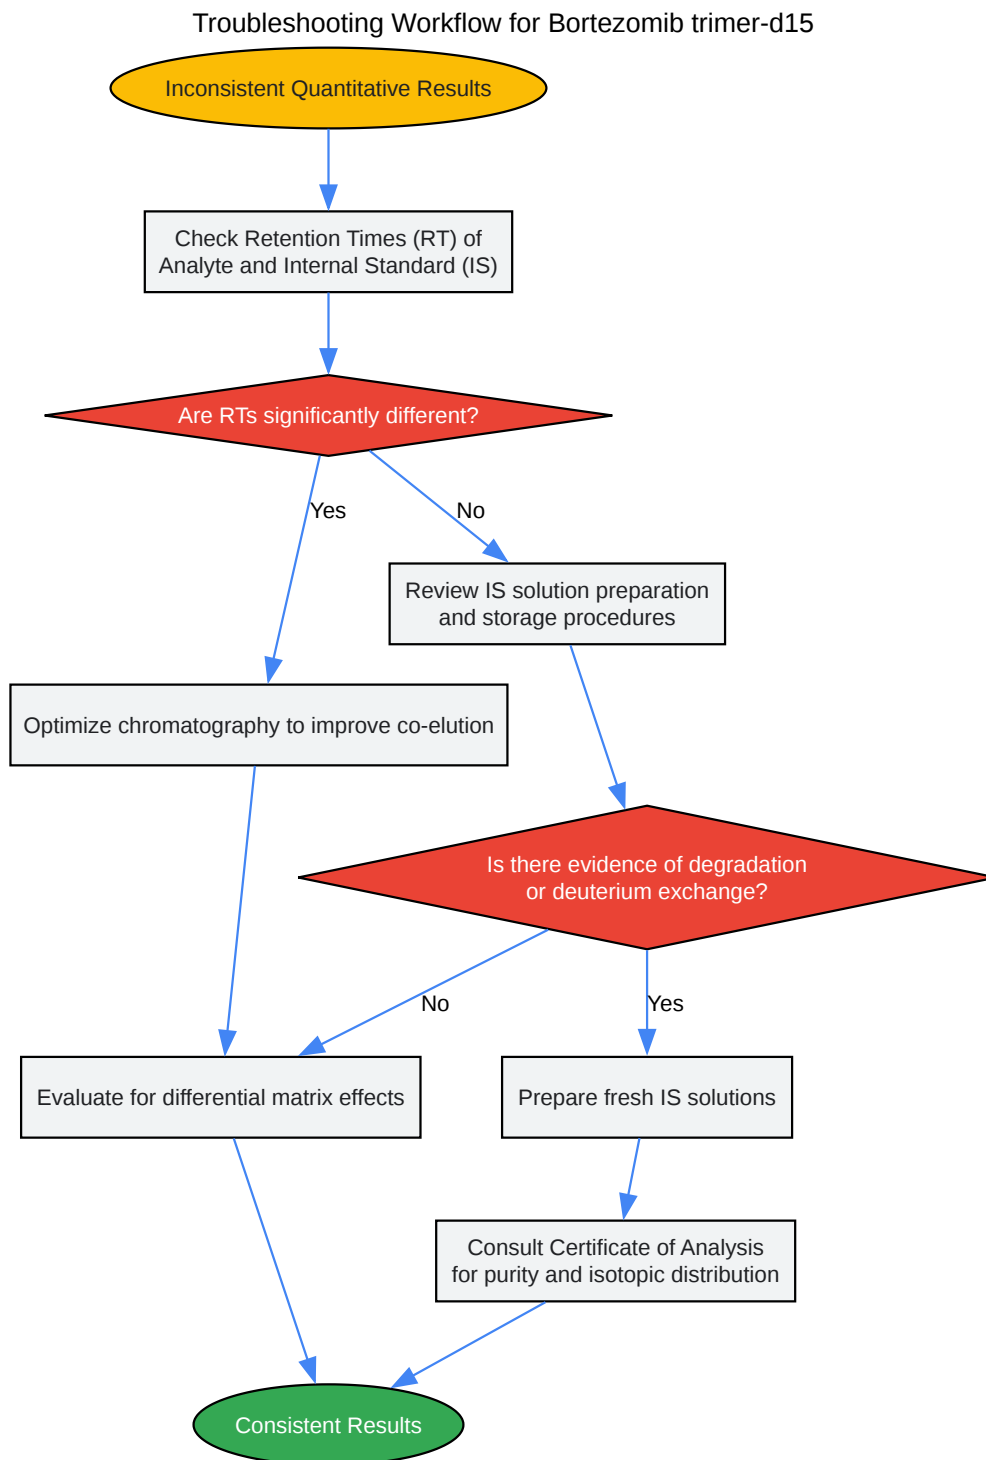 Troubleshooting Workflow for Bortezomib trimer-d15
Inconsistent Quantitative Results
Check Retention Times (RT) of
Analyte and Internal Standard (IS)
Are RTs significantly different?
Yes
No
Review IS solution preparation
and storage procedures
Optimize chromatography to improve co-elution
Is there evidence of degradation
or deuterium exchange?
No
Yes
Evaluate for differential matrix effects
Prepare fresh IS solutions
Consult Certificate of Analysis
for purity and isotopic distribution
Consistent Results